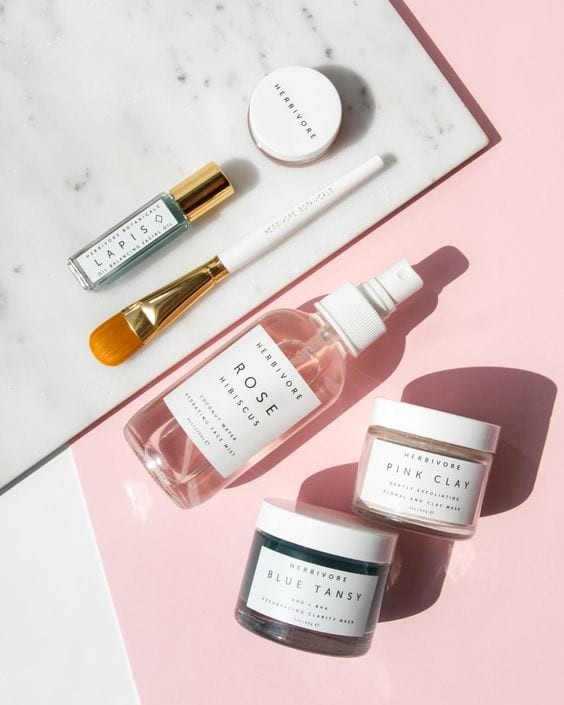 HERBIVORE
HERBIVORE BOTANICALS
HERBIVORE BOTANICALS
LAPIS
OIL BALANCING FACIAL OIL
HERBIVORE
ROSE
HIBISCUS
COCONUT WATER
HYDRATING FACE MIST
HERBIVORE
PINK CLAY
GENTLY EXFOLIATING
FLORAL AND CLAY MASK
HERBIVORE
BLUE TANSY
AHA + BHA
RESURFACING CLARITY MASK